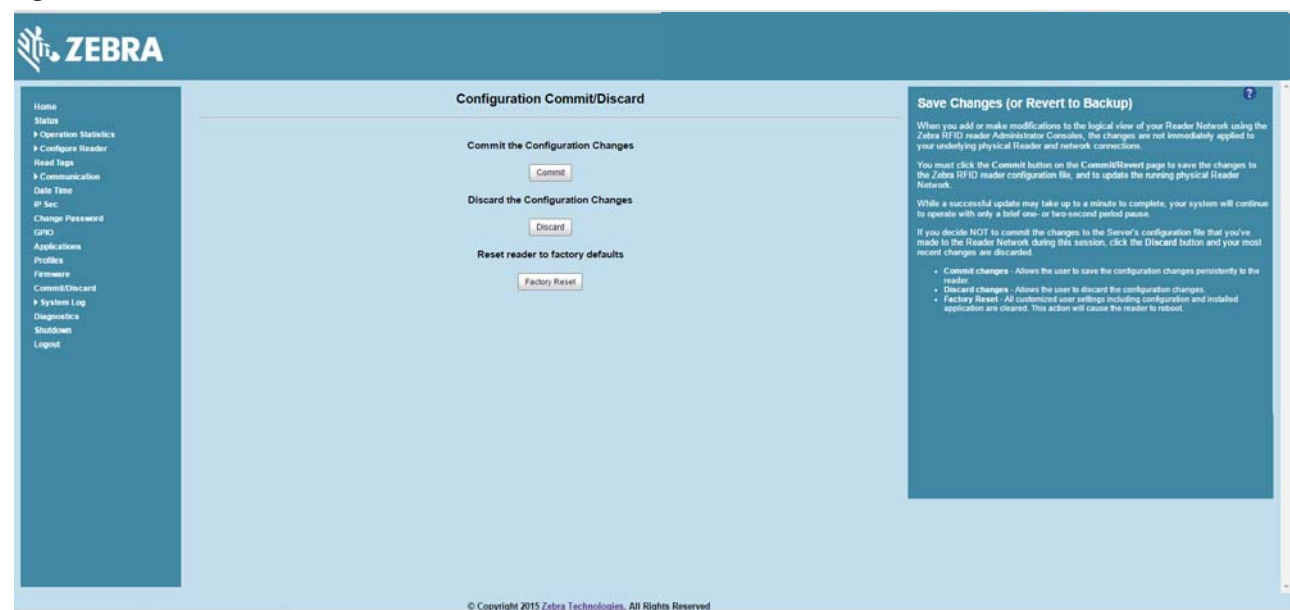 ZEBRA
Home
Status
Operation Statistics
Configure Reader
Read Tags
Communication
Date Time
IP Sec
Change Password
GPIO
Applications
Profiles
Firmware
Commit/Discard
System Log
Diagnostics
Shutdown
Logout
Configuration Commit/Discard
Commit the Configuration Changes
Commit
Discard the Configuration Changes
Discard
Reset reader to factory defaults
Factory Reset
?
Save Changes (or Revert to Backup)
When you add or make modifications to the logical view of your Reader Network using the
Zebra RFID reader Administrator Consoles, the changes are not immediately applied to
your underlying physical Reader and network connections.
You must click the Commit button on the Commit/Revert page to save the changes to
the Zebra RFID reader configuration file, and to update the running physical Reader
Network.
While a successful update may take up to a minute to complete, your system will continue
to operate with only a brief one- or two-second period pause.
If you decide NOT to commit the changes to the Server's configuration file that you've
made to the Reader Network during this session, click the Discard button and your most
recent changes are discarded.
• Commit changes - Allows the user to save the configuration changes persistently to the
reader.
• Discard changes - Allows the user to discard the configuration changes.
• Factory Reset - All customized user settings including configuration and installed
application are cleared. This action will cause the reader to reboot.
© Copyright 2015 Zebra Technologies. All Rights Reserved